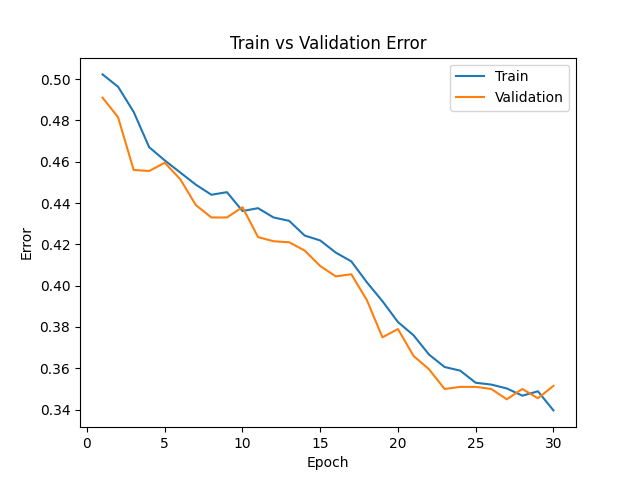 Train vs Validation Error
Train
Validation
0.50
0.48
0.46
0.44
0.42
0.40
0.38
0.36
0.34
Error
0 5 10 15 20 25 30
Epoch